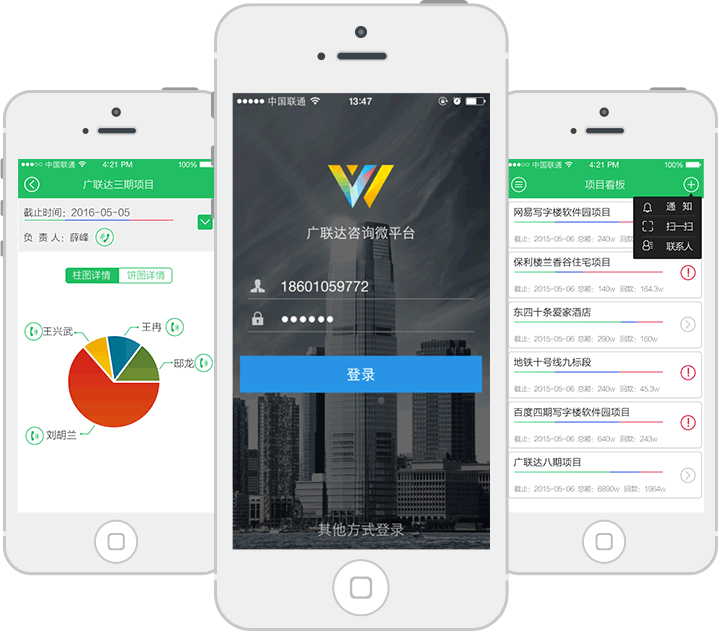 中国联通 4:21 PM 100%
广联达三期项目
截止时间：2016-05-05
负 责 人：薛峰
柱图详情 饼图详情
王兴武
王冉
邸龙
刘胡兰
中国联通 13:47
广联达咨询微平台
18601059772
登录
其他方式登录
中国联通 4:21 PM 100%
项目看板
通 知
扫一扫
联系人
网易写字楼软件园项目
截止：2015-05-06 总额：240w
保利楼兰香谷住宅项目
截止：2015-05-06 总额：140w 回款：164.3w
东四十条爱家酒店
截止：2015-05-06 总额：290w 回款：160w
地铁十号线九标段
截止：2015-05-06 总额：240w 回款：45.3w
百度四期写字楼软件园项目
截止：2015-05-06 总额：640w 回款：243w
广联达八期项目
截止：2015-05-06 总额：6890w 回款：1964w